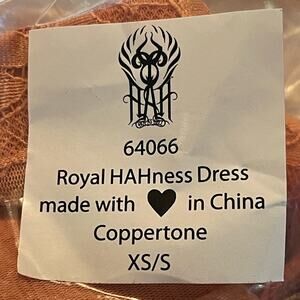 HAH
64066
Royal HAHness Dress
made with ♥ in China
Coppertone
XS/S